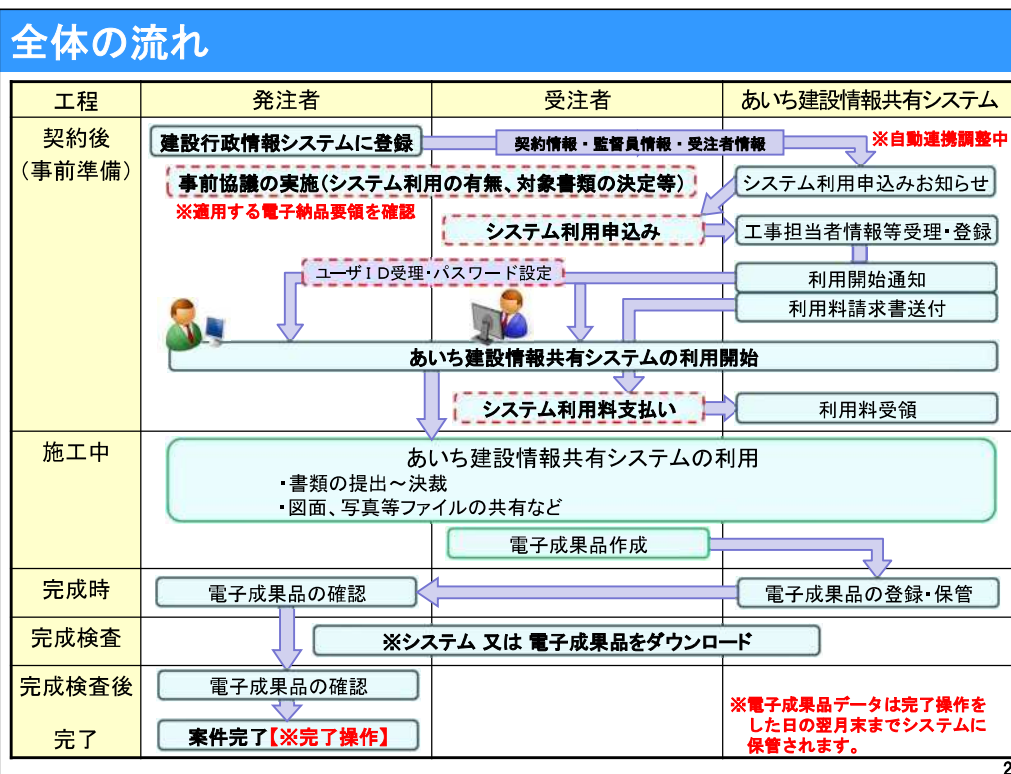 全体の流れ
工程
発注者
受注者
あいち建設情報共有システム
契約後
（事前準備）
建設行政情報システムに登録
契約情報・監督員情報・受注者情報
※自動連携調整中
事前協議の実施（システム利用の有無、対象書類の決定等）
システム利用申込みお知らせ
※適用する電子納品要領を確認
システム利用申込み
工事担当者情報等受理・登録
ユーザＩＤ受理・パスワード設定
利用開始通知
利用料請求書送付
あいち建設情報共有システムの利用開始
システム利用料支払い
利用料受領
施工中
あいち建設情報共有システムの利用
・書類の提出～決裁
・図面、写真等ファイルの共有など
電子成果品作成
完成時
電子成果品の確認
電子成果品の登録・保管
完成検査
※システム 又は 電子成果品をダウンロード
完成検査後
電子成果品の確認
完了
案件完了【※完了操作】
※電子成果品データは完了操作を
した日の翌月末までシステムに
保管されます。
2